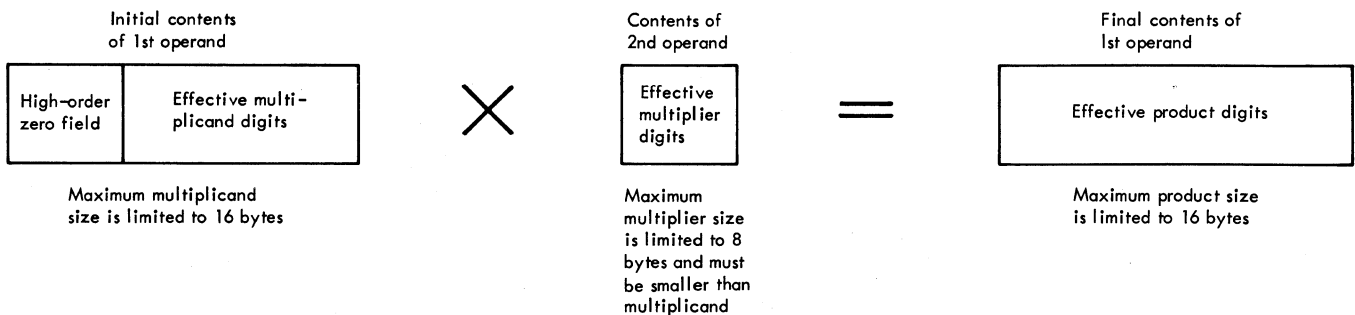 Initial contents
of 1st operand
High-order
zero field
Effective multi-
plicand digits
Maximum multiplicand
size is limited to 16 bytes
Contents of
2nd operand
Effective
multiplier
digits
Maximum
multiplier size
is limited to 8
bytes and must
be smaller than
multiplicand
Final contents of
1st operand
Effective product digits
Maximum product size
is limited to 16 bytes